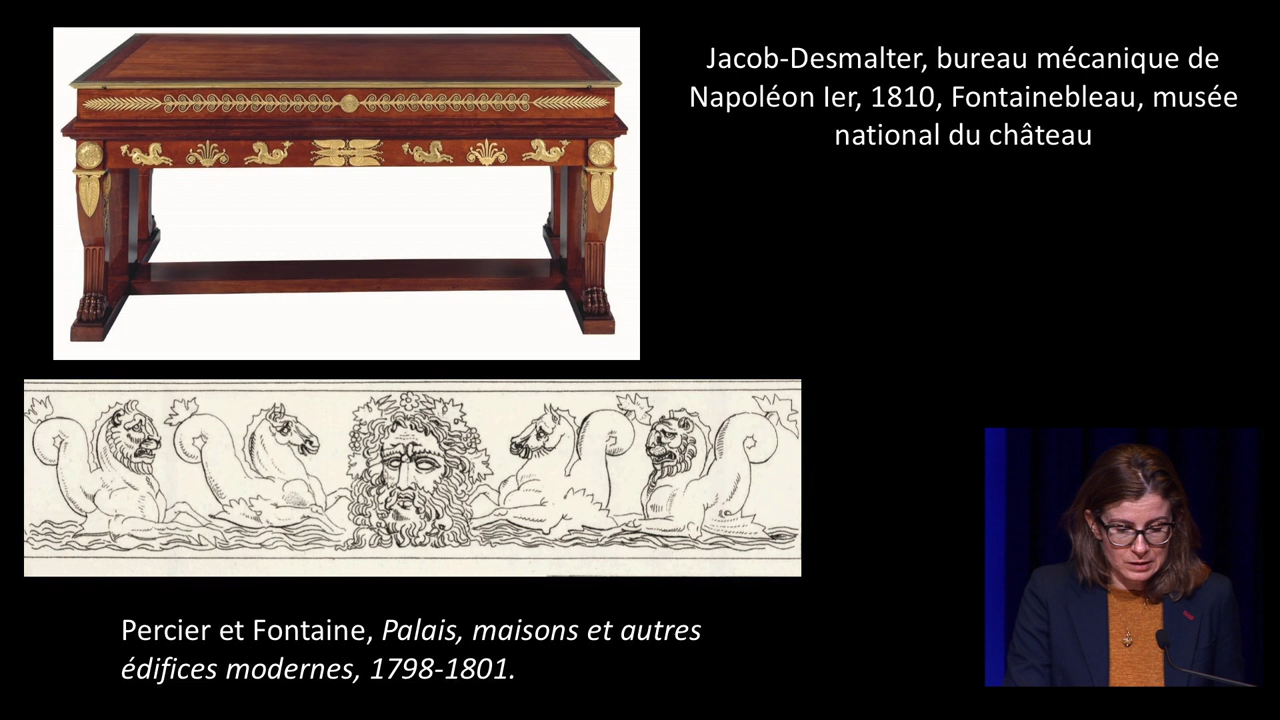 Jacob-Desmalter, bureau mécanique de
Napoléon Ier, 1810, Fontainebleau, musée
national du château
Percier et Fontaine, Palais, maisons et autres
édifices modernes, 1798-1801.